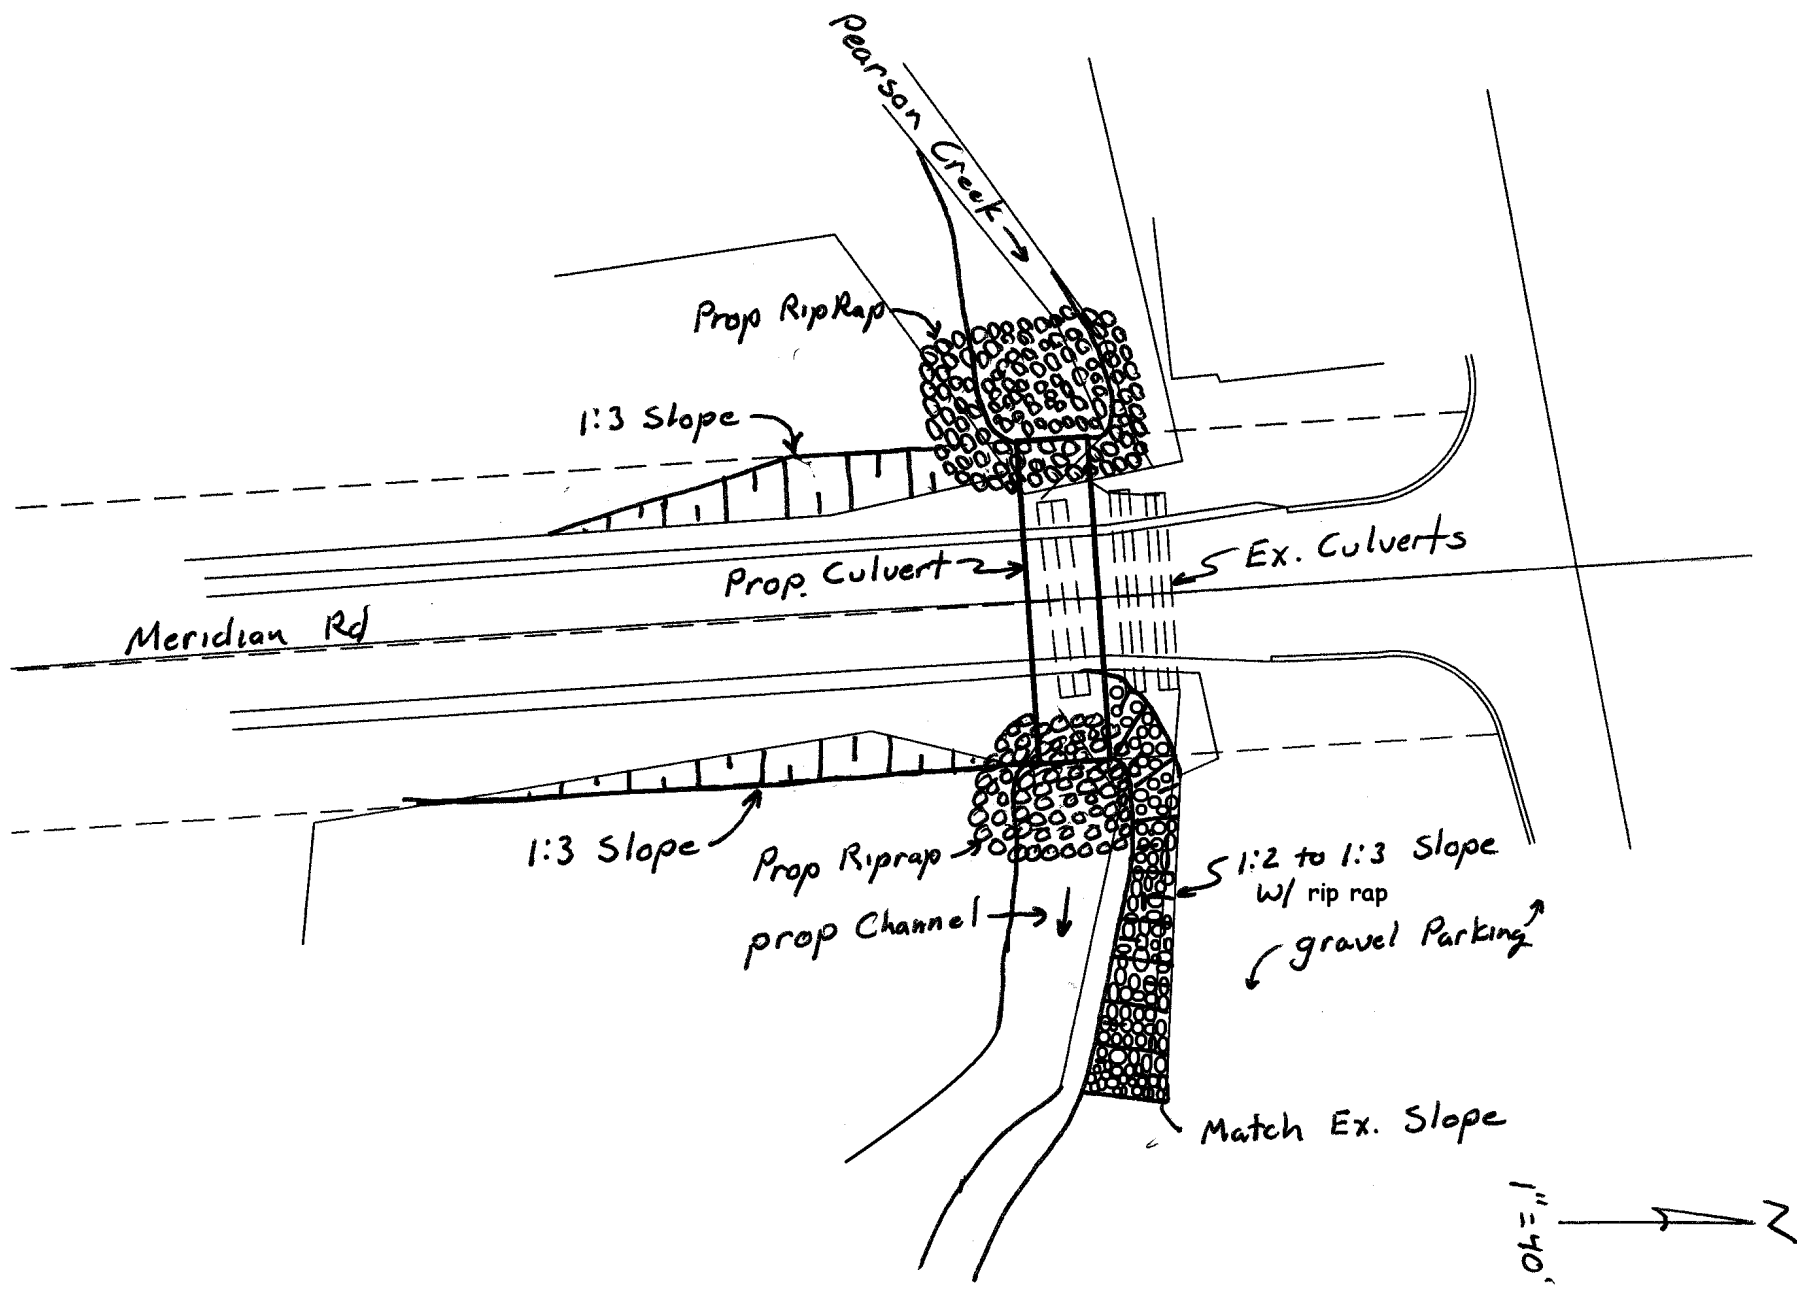 Pearson Creek
Prop RipRap
1:3 Slope
Prop. Culvert
Ex. Culverts
Meridian Rd
1:3 Slope
Prop Riprap
1:2 to 1:3 Slope
W/ rip rap
prop Channel
gravel Parking
Match Ex. Slope
1"=40'
N